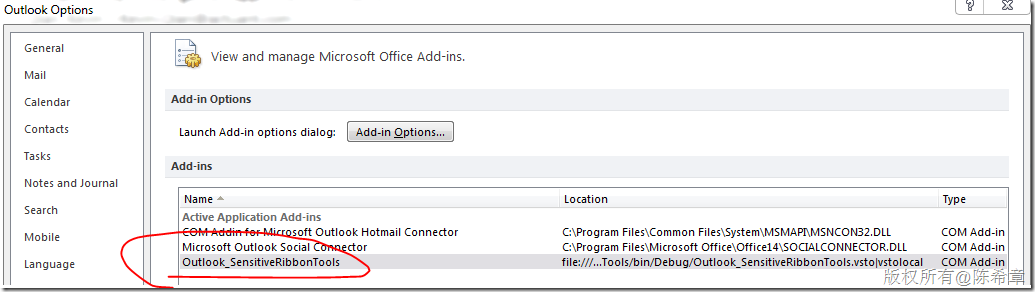 Outlook Options
?
General
Mail
Calendar
Contacts
Tasks
Notes and Journal
Search
Mobile
Language
View and manage Microsoft Office Add-ins.
Add-in Options
Launch Add-in options dialog: Add-in Options...
Add-ins
Name Location Type
Active Application Add-ins
COM Addin for Microsoft Outlook Hotmail Connector C:\Program Files\Common Files\System\MSMAPI\MSNCON32.DLL COM Add-in
Microsoft Outlook Social Connector C:\Program Files\Microsoft Office\Office14\SOCIALCONNECTOR.DLL COM Add-in
Outlook_SensitiveRibbonTools file:///...Tools/bin/Debug/Outlook_SensitiveRibbonTools.vsto|vstolocal COM Add-in
版权所有@陈希章